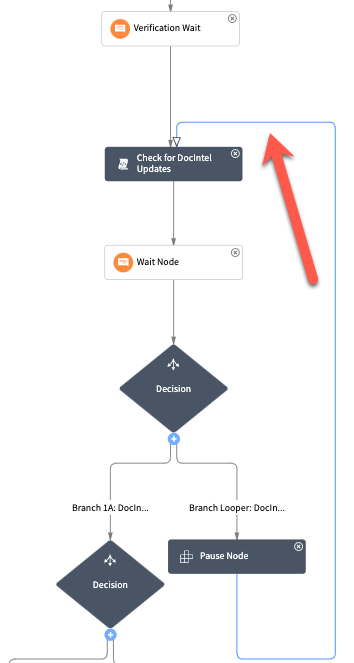 Verification Wait
Check for DocIntel
Updates
Wait Node
Decision
Branch 1A: DocIn...
Branch Looper: DocIn...
Decision
Pause Node